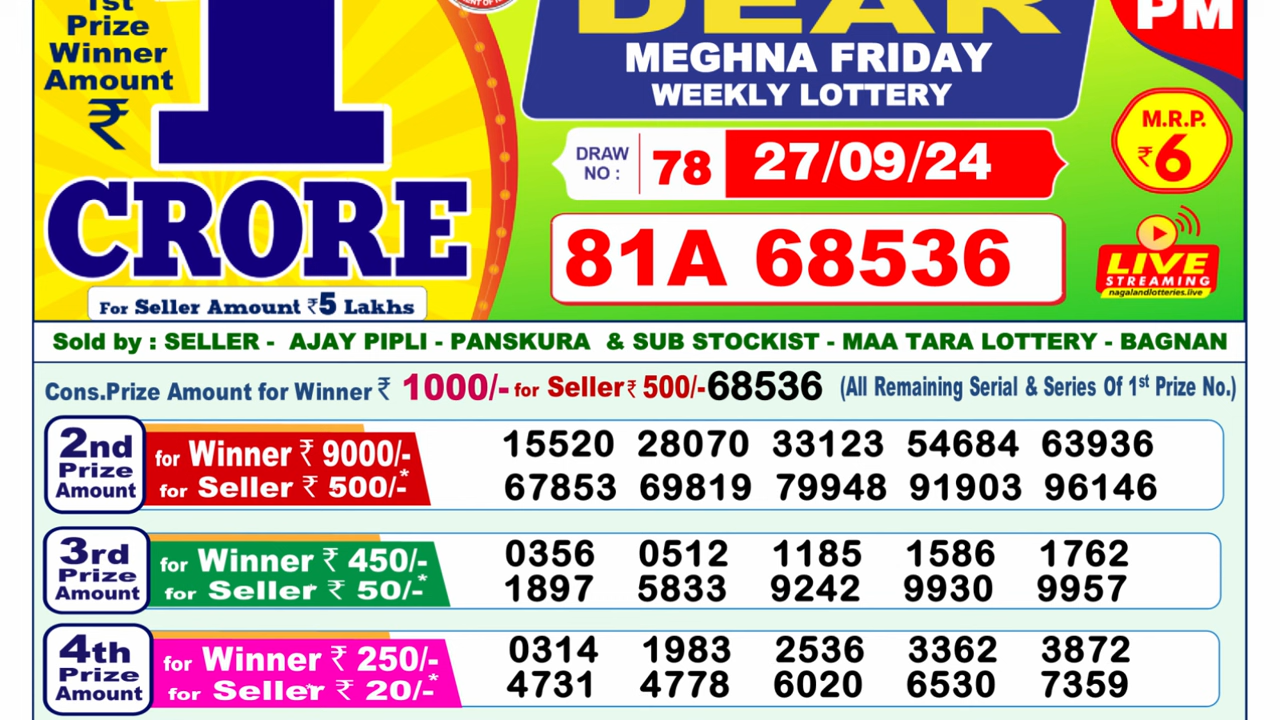 1st
Prize
Winner
Amount
₹
1
CRORE
For Seller Amount ₹5 Lakhs
DEAR
MEGHNA FRIDAY
WEEKLY LOTTERY
PM
DRAW NO : 78 27/09/24
M.R.P.
₹6
81A 68536
LIVE
STREAMING
nagalandlotteries.live
Sold by : SELLER - AJAY PIPLI - PANSKURA & SUB STOCKIST - MAA TARA LOTTERY - BAGNAN
Cons.Prize Amount for Winner ₹ 1000/- for Seller ₹ 500/- 68536 (All Remaining Serial & Series Of 1st Prize No.)
2nd
Prize
Amount
for Winner ₹ 9000/-
for Seller ₹ 500/-*
15520 28070 33123 54684 63936
67853 69819 79948 91903 96146
3rd
Prize
Amount
for Winner ₹ 450/-
for Seller ₹ 50/-*
0356 0512 1185 1586 1762
1897 5833 9242 9930 9957
4th
Prize
Amount
for Winner ₹ 250/-
for Seller ₹ 20/-*
0314 1983 2536 3362 3872
4731 4778 6020 6530 7359